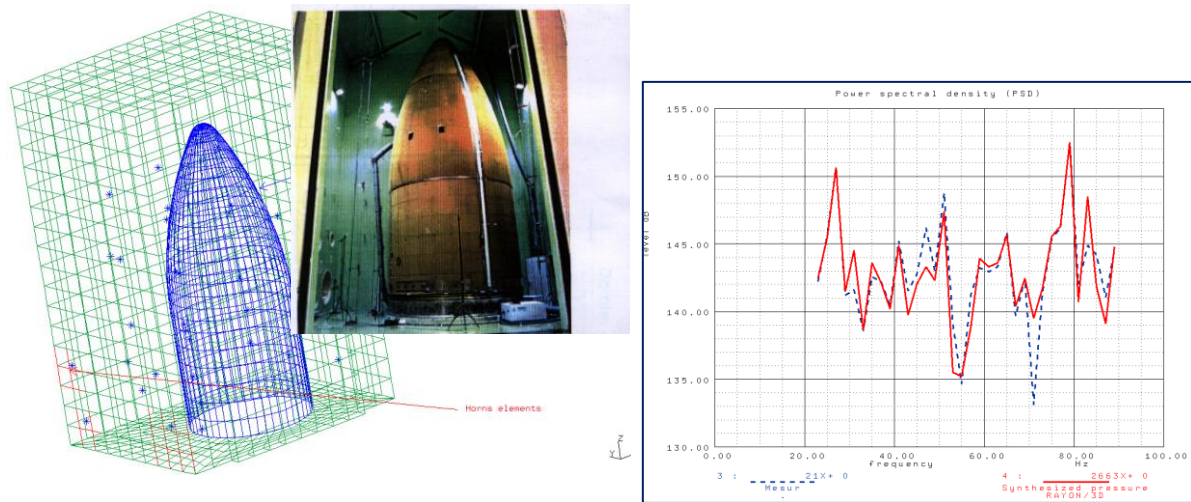 Horns elements
Z
Y
Power spectral density (PSD)
level dB
155.00
150.00
145.00
140.00
135.00
130.00
0.00 20.00 40.00 60.00 80.00 100.00
frequency Hz
3 : 21X+ 0 4 : 2663X+ 0
Mesur Synthesized pressure
RAYON/3D